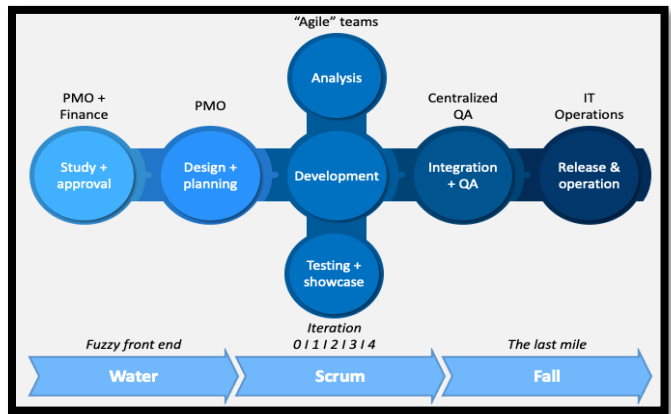 “Agile” teams
Analysis
PMO +
Finance
PMO
Centralized
QA
IT
Operations
Study +
approval
Design +
planning
Development
Integration
+ QA
Release &
operation
Testing +
showcase
Fuzzy front end
Iteration
0 I 1 I 2 I 3 I 4
The last mile
Water
Scrum
Fall